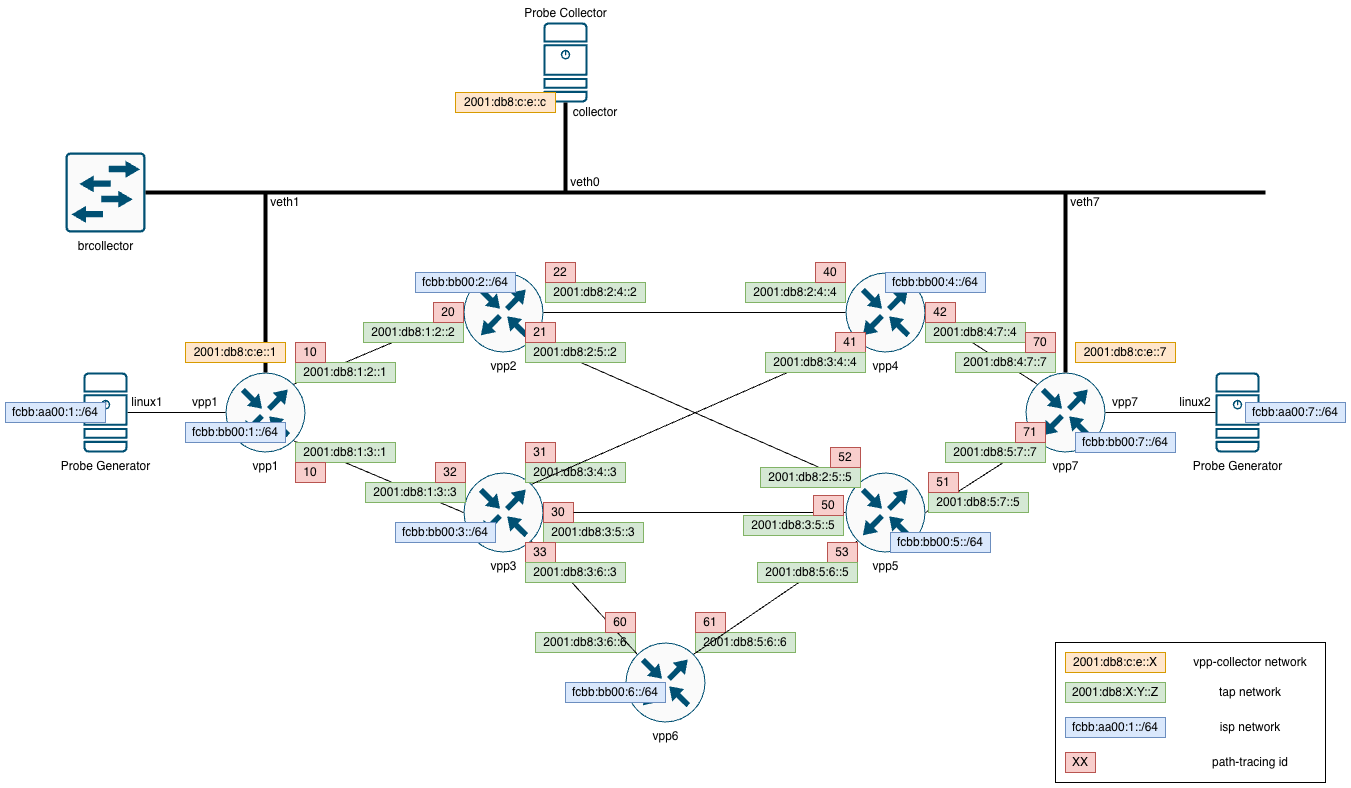 Probe Collector
2001:db8:c:e::c
collector
veth0
brcollector
veth1
veth7
fcbb:bb00:2::/64
22
2001:db8:2:4::2
20
2001:db8:1:2::2
21
2001:db8:2:5::2
vpp2
40
2001:db8:2:4::4
fcbb:bb00:4::/64
42
2001:db8:4:7::4
41
2001:db8:3:4::4
vpp4
70
2001:db8:4:7::7
2001:db8:c:e::7
2001:db8:c:e::1
10
2001:db8:1:2::1
linux1
vpp1
fcbb:aa00:1::/64
Probe Generator
fcbb:bb00:1::/64
vpp1
2001:db8:1:3::1
10
vpp7
linux2
fcbb:aa00:7::/64
Probe Generator
71
fcbb:bb00:7::/64
2001:db8:5:7::7
vpp7
32
2001:db8:1:3::3
31
2001:db8:3:4::3
30
2001:db8:3:5::3
fcbb:bb00:3::/64
33
2001:db8:3:6::3
vpp3
52
2001:db8:2:5::5
50
2001:db8:3:5::5
51
2001:db8:5:7::5
fcbb:bb00:5::/64
53
2001:db8:5:6::5
vpp5
60
2001:db8:3:6::6
61
2001:db8:5:6::6
fcbb:bb00:6::/64
vpp6
2001:db8:c:e::X vpp-collector network
2001:db8:X:Y::Z tap network
fcbb:aa00:1::/64 isp network
XX path-tracing id